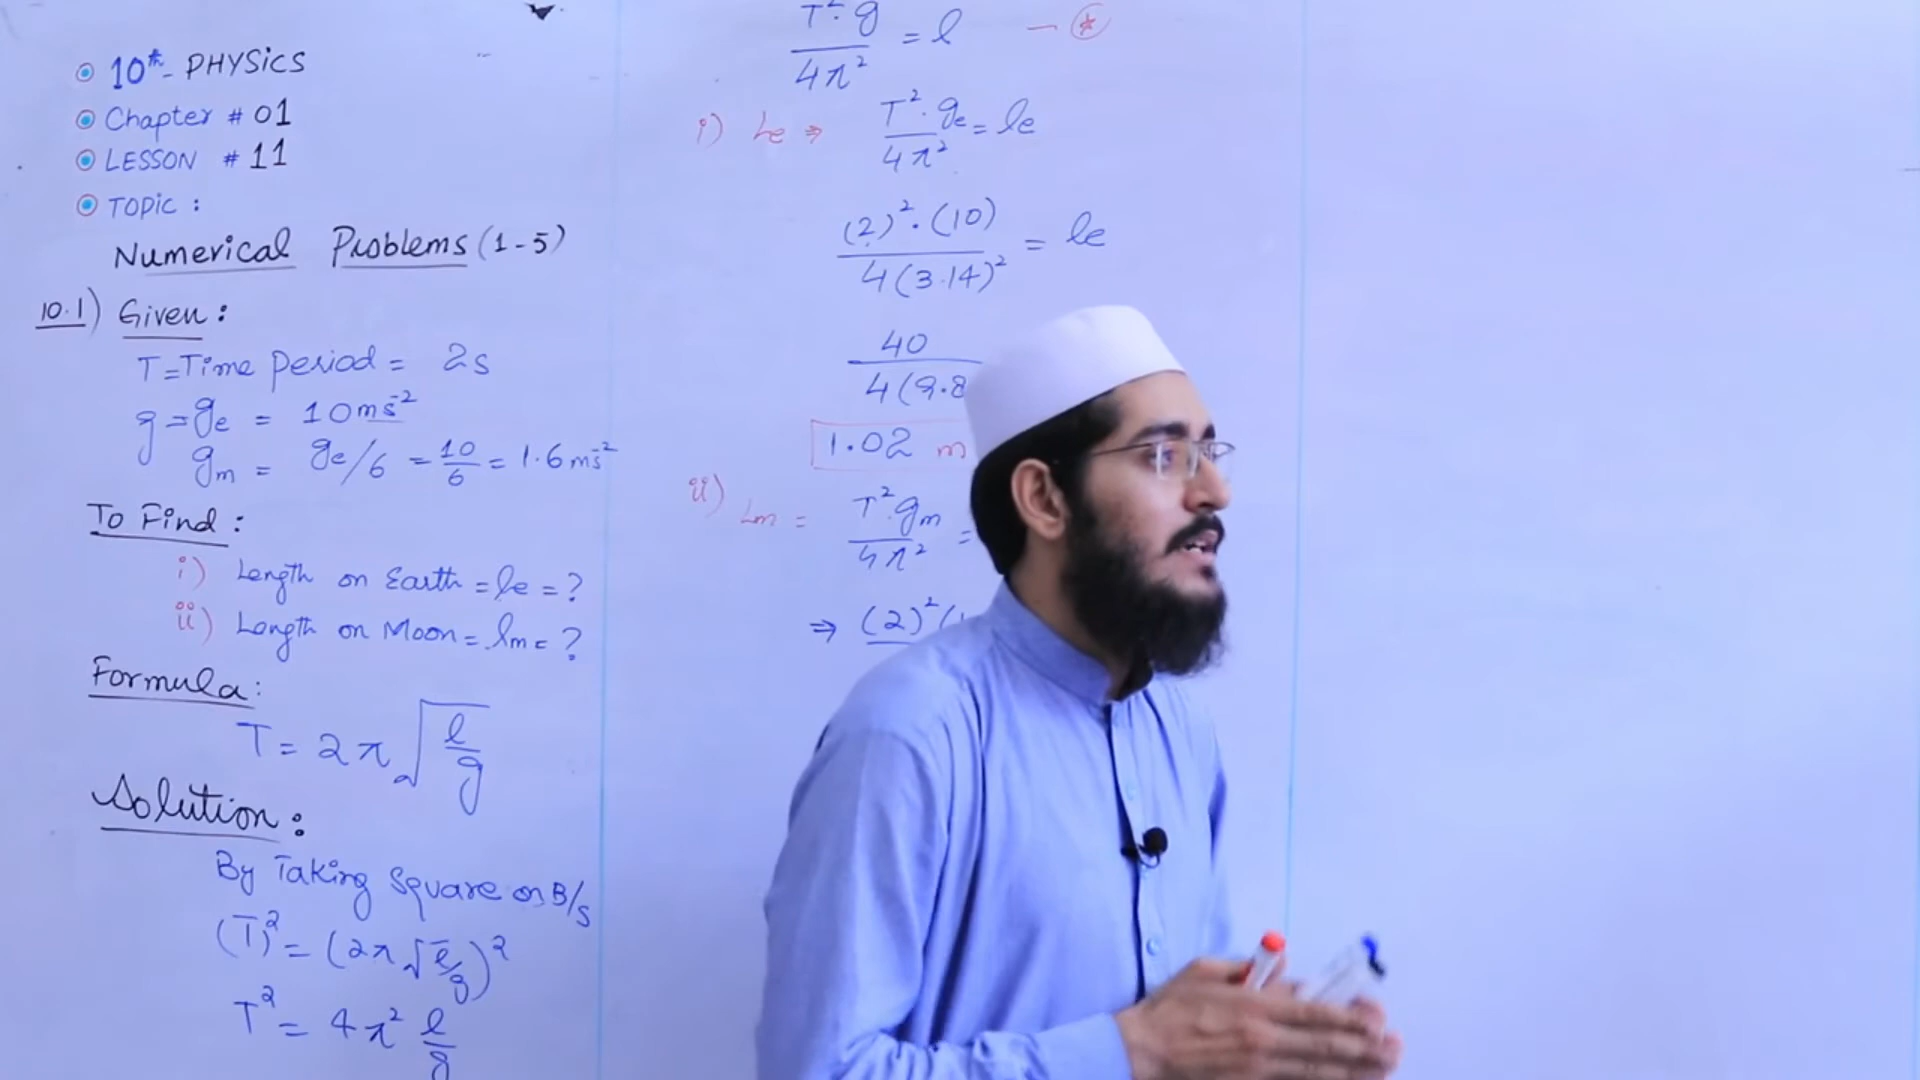 10th - PHYSICS
Chapter # 01
LESSON # 11
TOPIC :
Numerical Problems (1-5)
10.1) Given :
T = Time Period = 2s
g = ge = 10 ms⁻²
gm = ge/6 = 10/6 = 1.6 ms⁻²
To Find :
i) Length on Earth = le = ?
ii) Length on Moon = lm = ?
Formula :
T = 2π √(l/g)
Solution :
By Taking Square on B/s
(T)² = (2π √(l/g))²
T² = 4π² l/g
T²·g / 4π² = l — (*)
i) Le ⇒ T²·ge / 4π² = le
(2)²·(10) / 4(3.14)² = le
40 / 4(9.8
1.02 m
ii) Lm = T²gm / 4π² =
⇒ (2)²(1